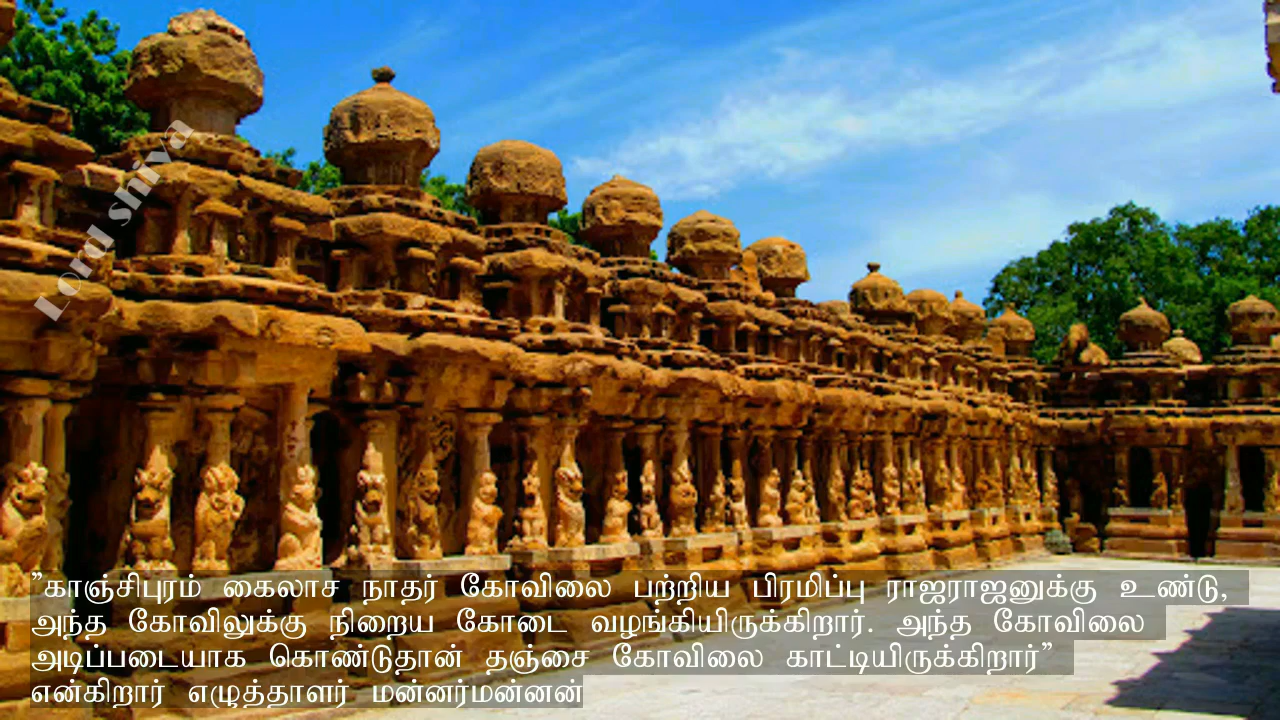 Lord shiva
”காஞ்சிபுரம் கைலாச நாதர் கோவிலை பற்றிய பிரமிப்பு ராஜராஜனுக்கு உண்டு,
அந்த கோவிலுக்கு நிறைய கோடை வழங்கியிருக்கிறார். அந்த கோவிலை
அடிப்படையாக கொண்டுதான் தஞ்சை கோவிலை காட்டியிருக்கிறார்”
என்கிறார் எழுத்தாளர் மன்னர்மன்னன்